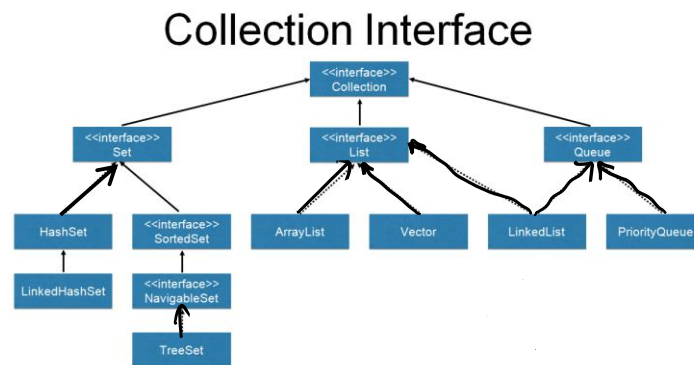 Collection Interface
<<interface>>
Collection
<<interface>>
Set
<<interface>>
List
<<interface>>
Queue
HashSet
<<interface>>
SortedSet
ArrayList
Vector
LinkedList
PriorityQueue
LinkedHashSet
<<interface>>
NavigableSet
TreeSet